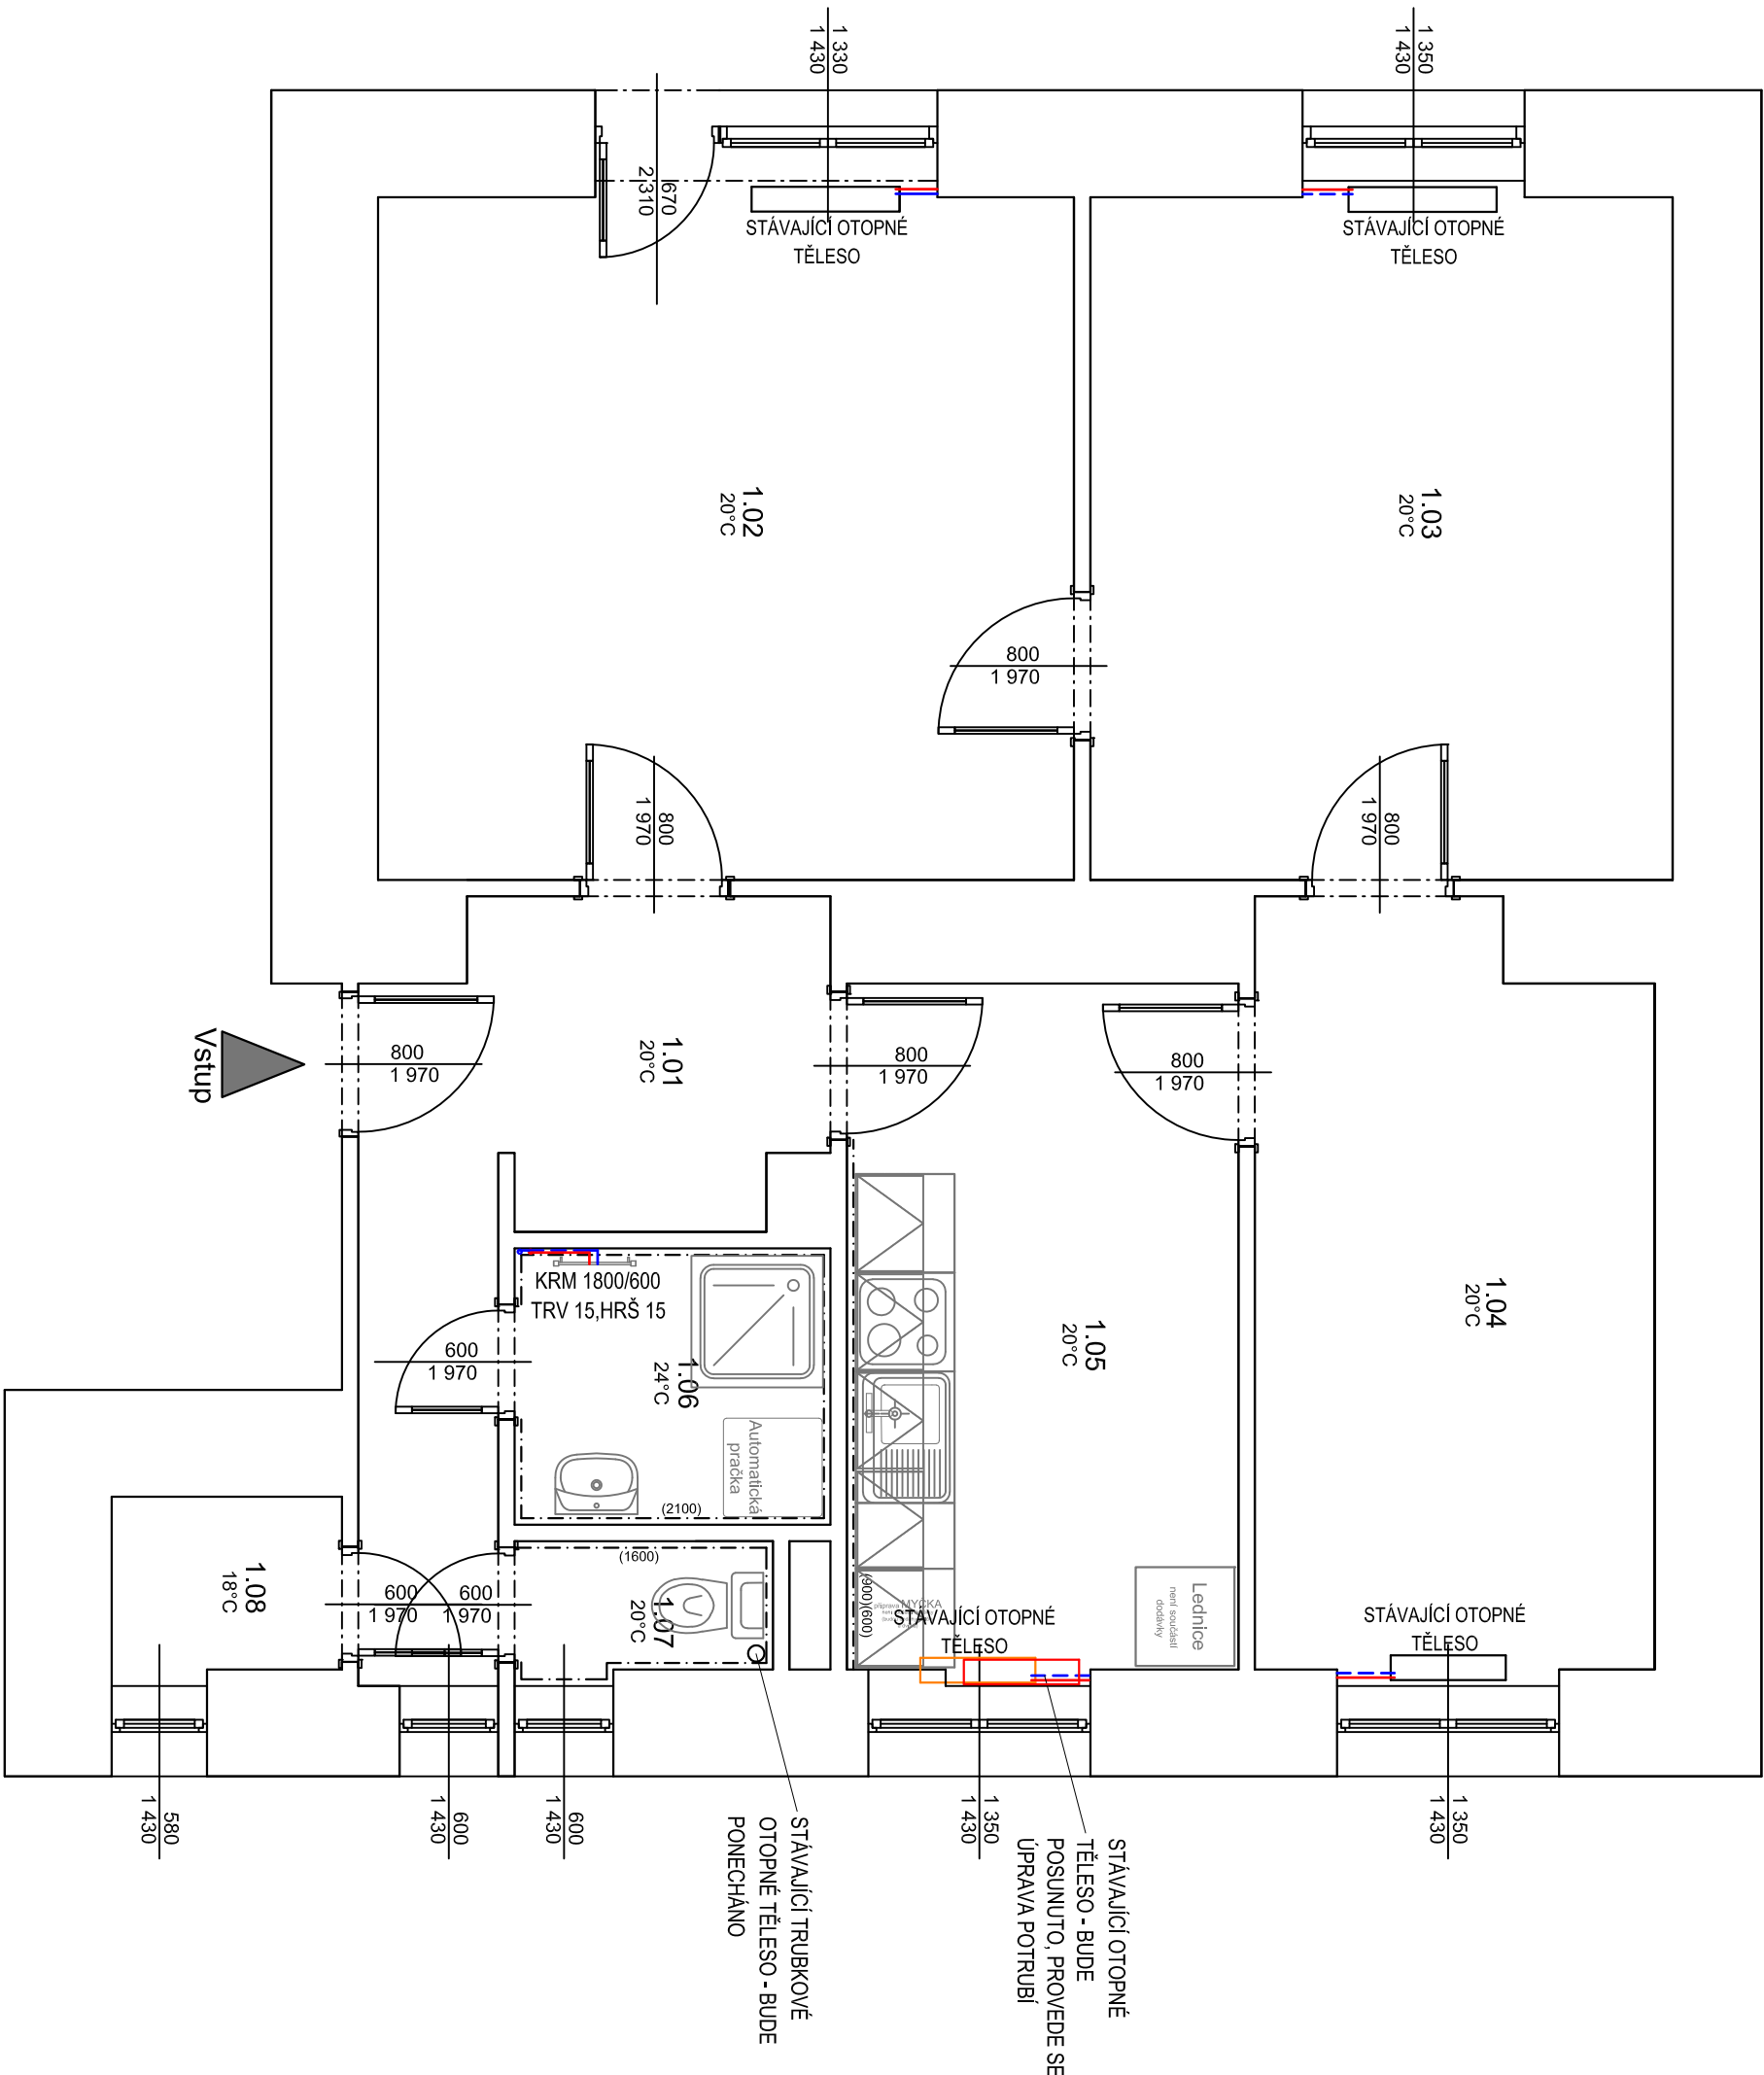 1 330
1 430
1 350
1 430
670
2 310
STÁVAJÍCÍ OTOPNÉ
TĚLESO
STÁVAJÍCÍ OTOPNÉ
TĚLESO
1.02
20°C
1.03
20°C
800
1 970
800
1 970
800
1 970
Vstup
800
1 970
1.01
20°C
800
1 970
800
1 970
KRM 1800/600
TRV 15,HRŠ 15
600
1 970
1.06
24°C
Automatická
pračka
(2100)
1.05
20°C
1.04
20°C
1.08
18°C
600
1 970
600
1 970
(1600)
1.07
20°C
(900)(600)
příprava MYČKA
STÁVAJÍCÍ OTOPNÉ
TĚLESO
Lednice
není součástí
dodávky
STÁVAJÍCÍ OTOPNÉ
TĚLESO
580
1 430
600
1 430
600
1 430
1 350
1 430
1 350
1 430
STÁVAJÍCÍ TRUBKOVÉ
OTOPNÉ TĚLESO - BUDE
PONECHÁNO
STÁVAJÍCÍ OTOPNÉ
TĚLESO - BUDE
POSUNUTO, PROVEDE SE
ÚPRAVA POTRUBÍ